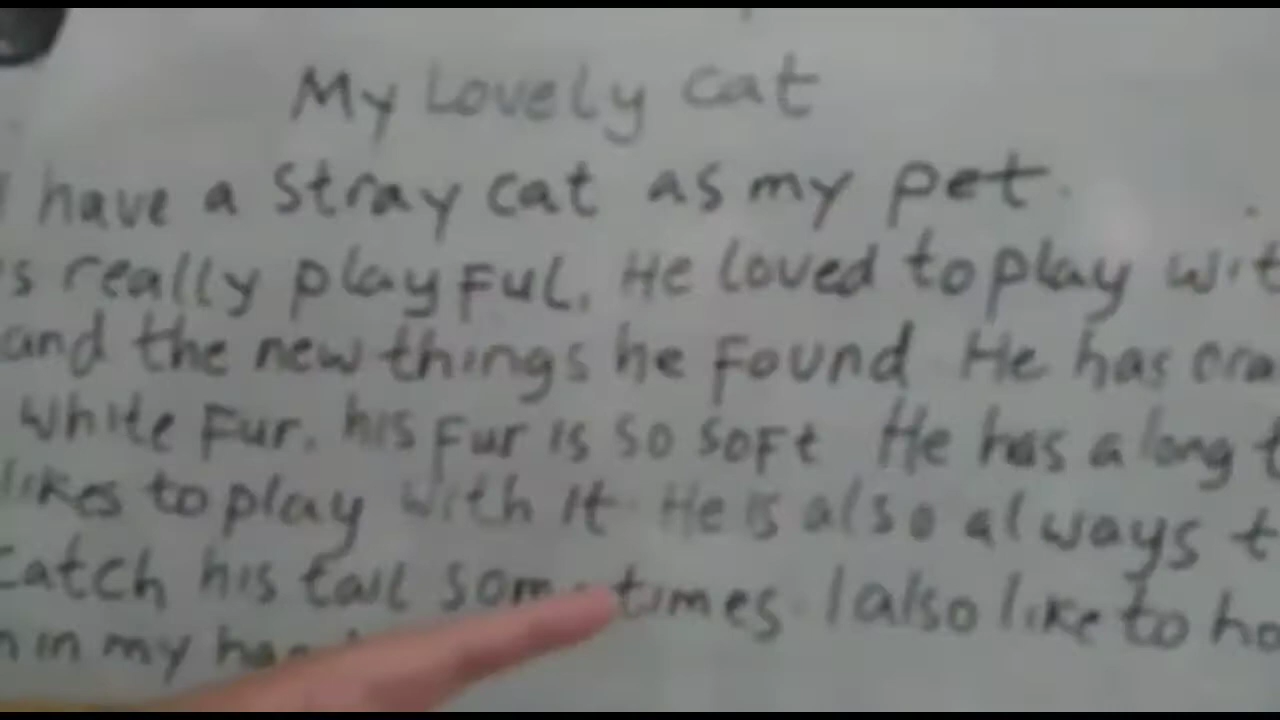 My Lovely cat
I have a stray cat as my pet.
s really playFul. He loved to play wit
and the new things he Found He has ora
white Fur. his Fur is so soFt He has a long t
likes to play with it He is also always t
catch his tail sometimes. I also like to ho
n in my han